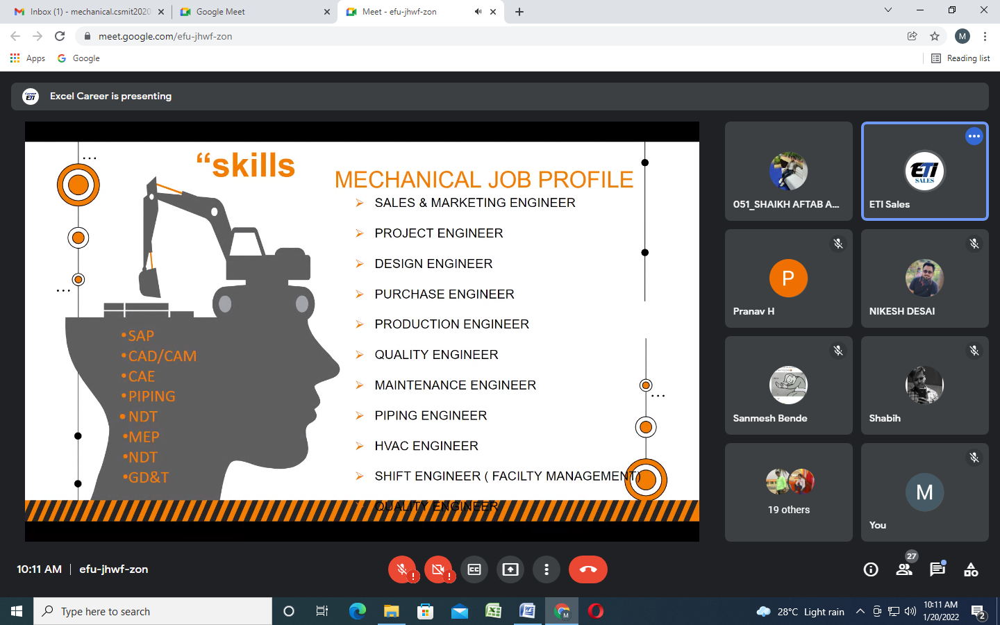 Inbox (1) - mechanical.csmit2020
Google Meet
Meet - efu-jhwf-zon
meet.google.com/efu-jhwf-zon
M
Apps
Google
Reading list
Career
ETI
Excel Career is presenting
“skills
MECHANICAL JOB PROFILE
SALES & MARKETING ENGINEER
PROJECT ENGINEER
DESIGN ENGINEER
PURCHASE ENGINEER
PRODUCTION ENGINEER
QUALITY ENGINEER
MAINTENANCE ENGINEER
PIPING ENGINEER
HVAC ENGINEER
SHIFT ENGINEER ( FACILTY MANAGEMENT)
QUALITY ENGINEER
•SAP
•CAD/CAM
•CAE
•PIPING
•NDT
•MEP
•NDT
•GD&T
051_SHAIKH AFTAB A...
ETI
SALES
ETI Sales
P
Pranav H
NIKESH DESAI
Sanmesh Bende
Shabih
19 others
M
You
10:11 AM | efu-jhwf-zon
CC
27
Type here to search
28°C Light rain
10:11 AM
1/20/2022
2